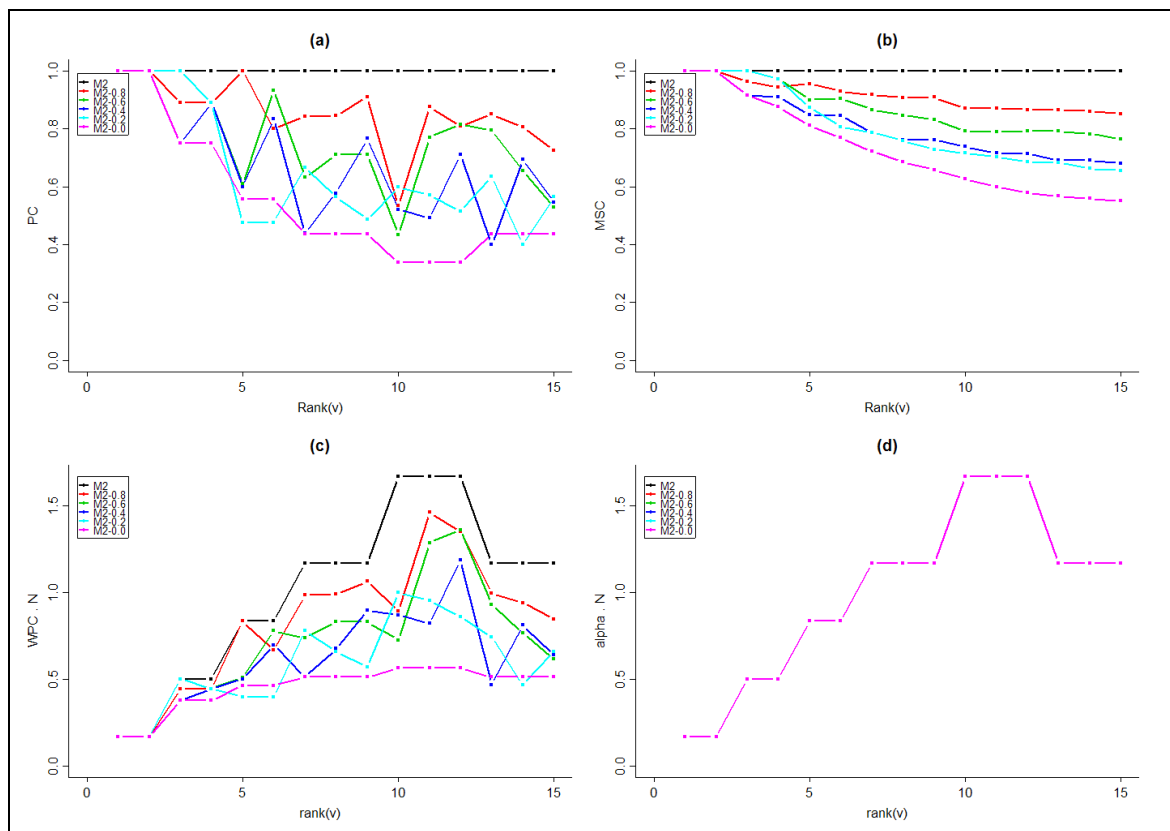 (a)
1.0
0.8
0.6
0.4
0.2
0.0
PC
M2
M2-0.8
M2-0.6
M2-0.4
M2-0.2
M2-0.0
0
5
10
15
Rank(v)
(b)
1.0
0.8
0.6
0.4
0.2
0.0
MSC
M2
M2-0.8
M2-0.6
M2-0.4
M2-0.2
M2-0.0
0
5
10
15
Rank(v)
(c)
1.5
1.0
0.5
0.0
WPC . N
M2
M2-0.8
M2-0.6
M2-0.4
M2-0.2
M2-0.0
0
5
10
15
rank(v)
(d)
1.5
1.0
0.5
0.0
alpha . N
M2
M2-0.8
M2-0.6
M2-0.4
M2-0.2
M2-0.0
0
5
10
15
rank(v)